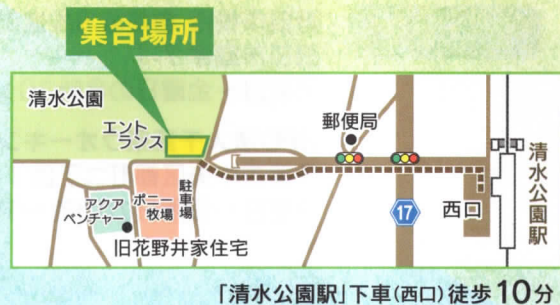 集合場所
清水公園
エント
ランス
郵便局
清水公園駅
アクア
ベンチャー
ポニー
牧場
駐車場
17
西口
旧花野井家住宅
「清水公園駅」下車(西口)徒歩10分